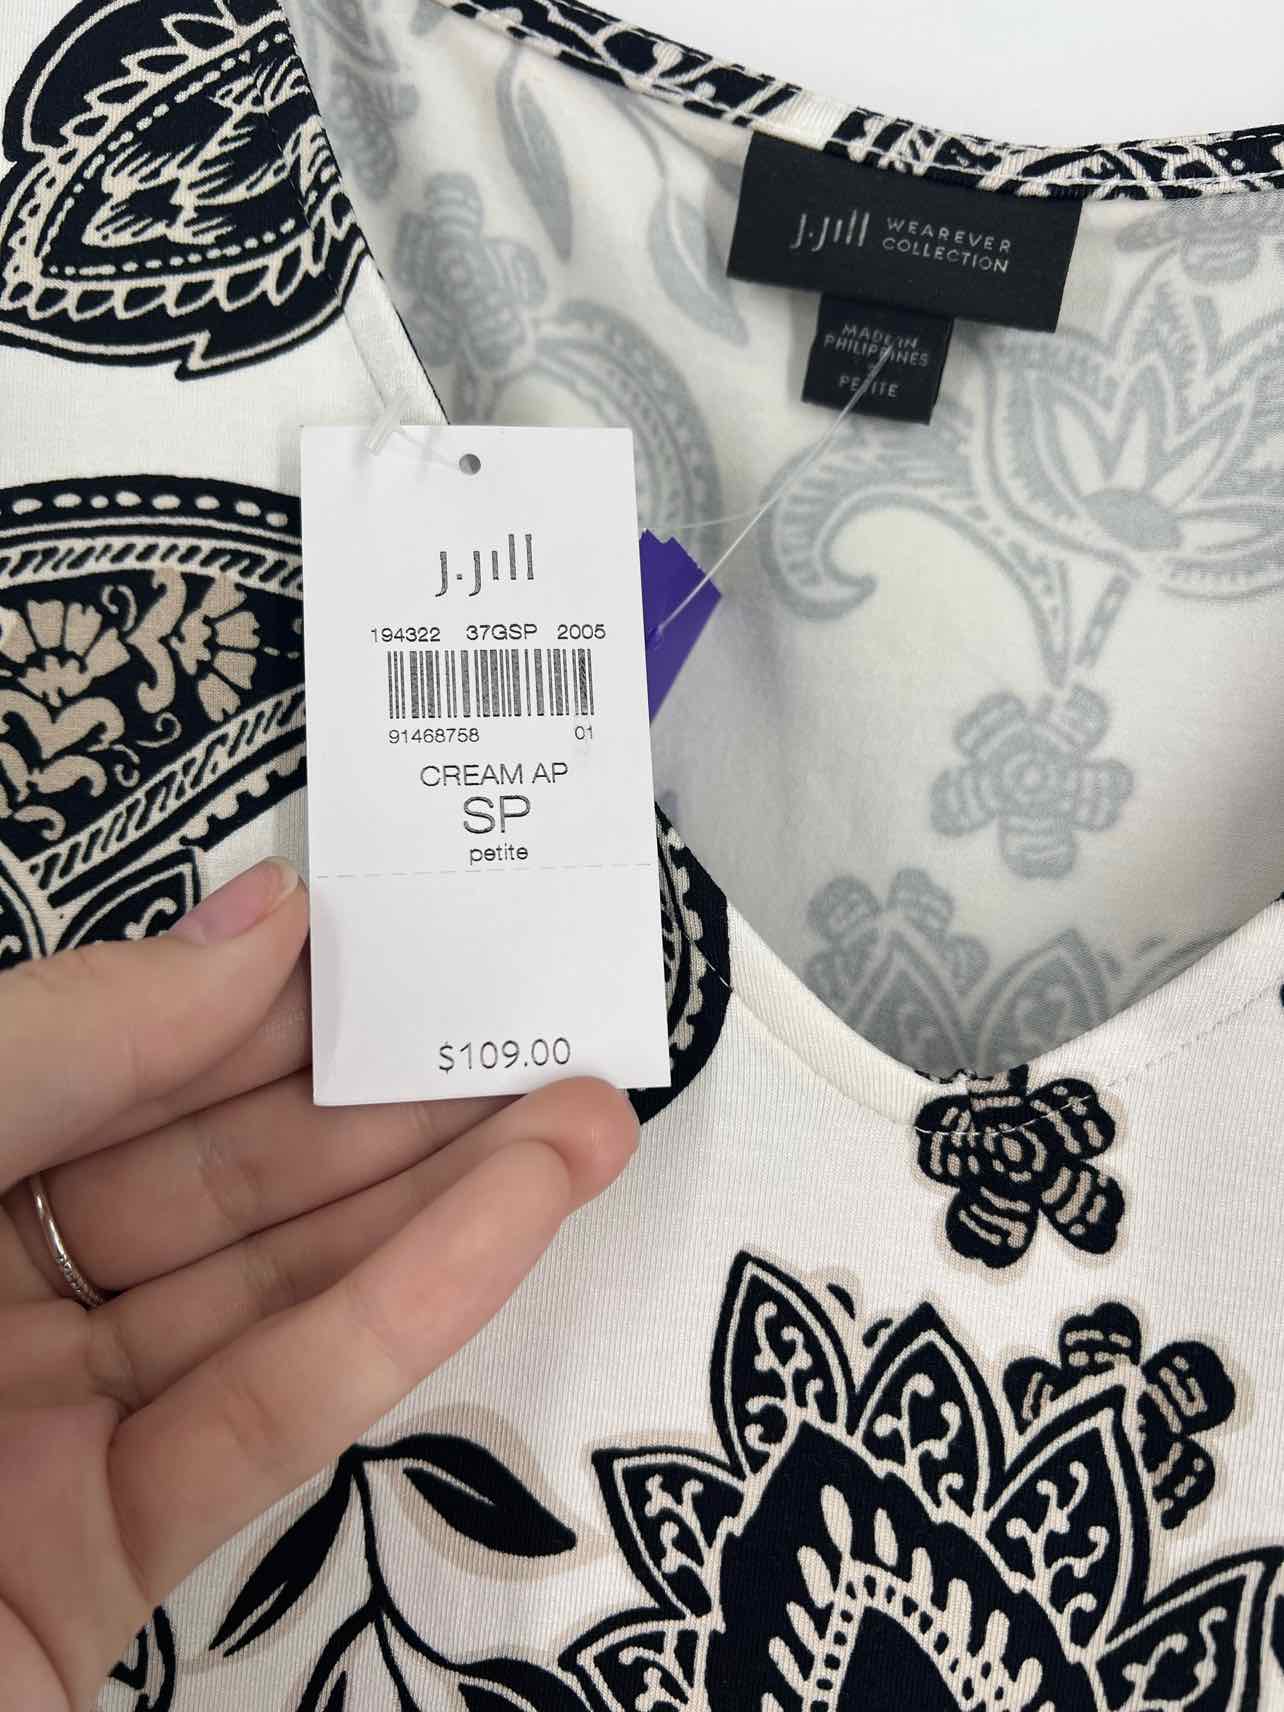 j.jill WEAREVER
COLLECTION
MADE IN
PHILIPPINES
S
PETITE
j.jill
194322 37GSP 2005
91468758 01
CREAM AP
SP
petite
$109.00